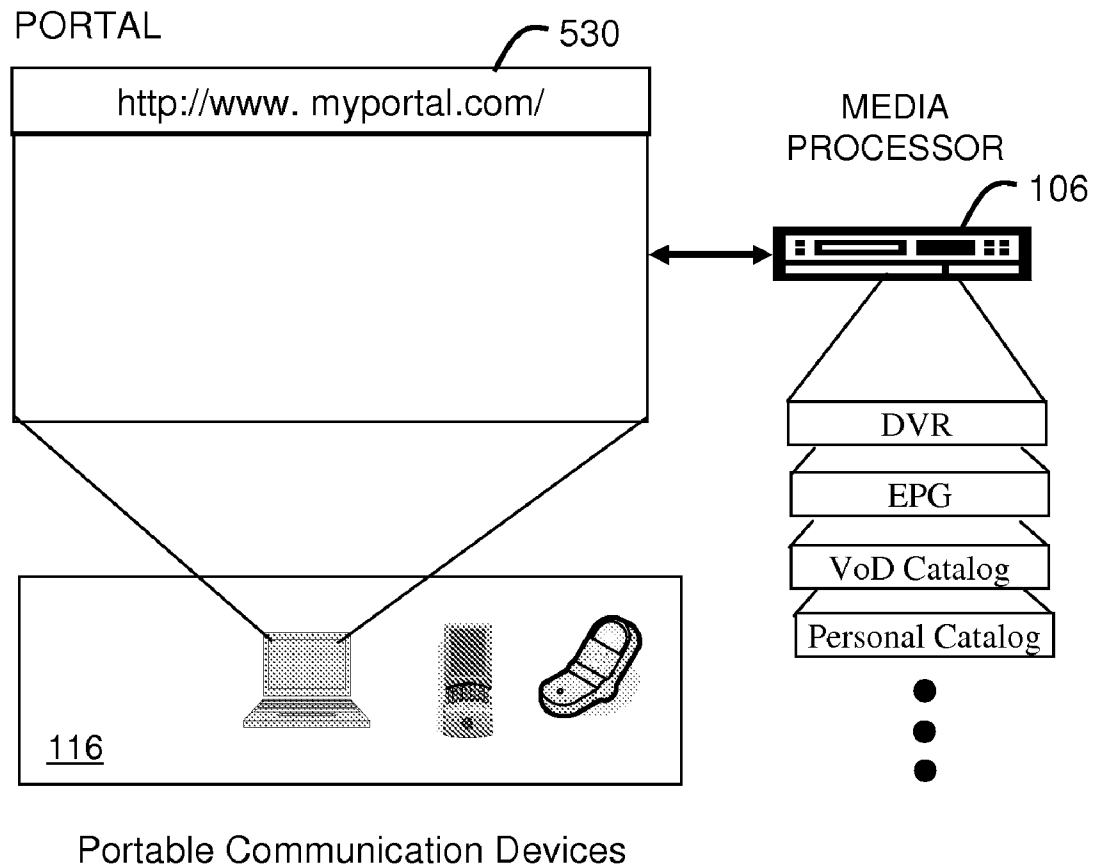 PORTAL
530
http://www. myportal.com/
MEDIA
PROCESSOR
106
DVR
EPG
VoD Catalog
Personal Catalog
116
Portable Communication Devices